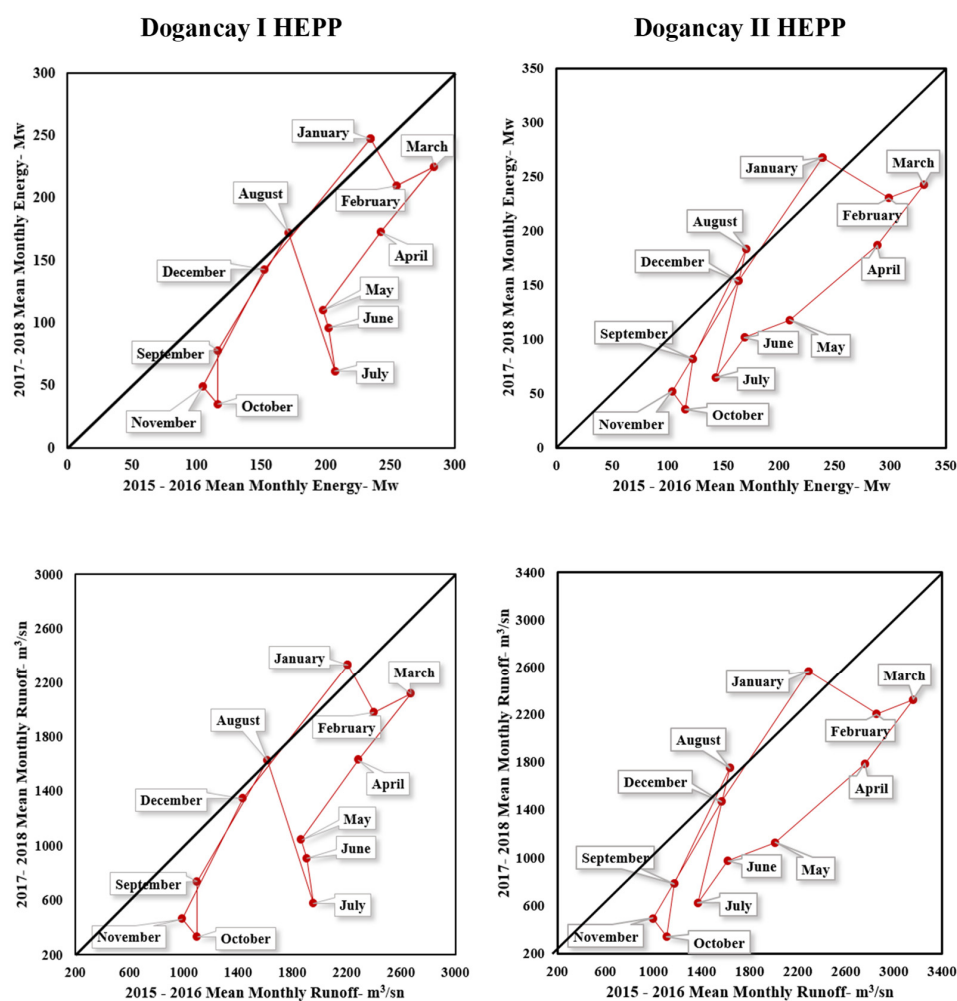 Dogancay I HEPP
Dogancay II HEPP
2017- 2018 Mean Monthly Energy- Mw
300
250
200
150
100
50
0
January
March
August
February
April
December
May
June
September
July
November
October
0 50 100 150 200 250 300
2015 - 2016 Mean Monthly Energy- Mw
2017- 2018 Mean Monthly Energy- Mw
350
300
250
200
150
100
50
0
January
March
August
February
December
April
September
June
May
July
November
October
0 50 100 150 200 250 300 350
2015 - 2016 Mean Monthly Energy- Mw
2017- 2018 Mean Monthly Runoff- m³/sn
3000
2600
2200
1800
1400
1000
600
200
January
March
August
February
April
December
May
June
September
July
November
October
200 600 1000 1400 1800 2200 2600 3000
2015 - 2016 Mean Monthly Runoff- m³/sn
2017- 2018 Mean Monthly Runoff- m³/sn
3400
3000
2600
2200
1800
1400
1000
600
200
January
March
August
February
December
April
September
June
May
July
November
October
200 600 1000 1400 1800 2200 2600 3000 3400
2015 - 2016 Mean Monthly Runoff- m³/sn